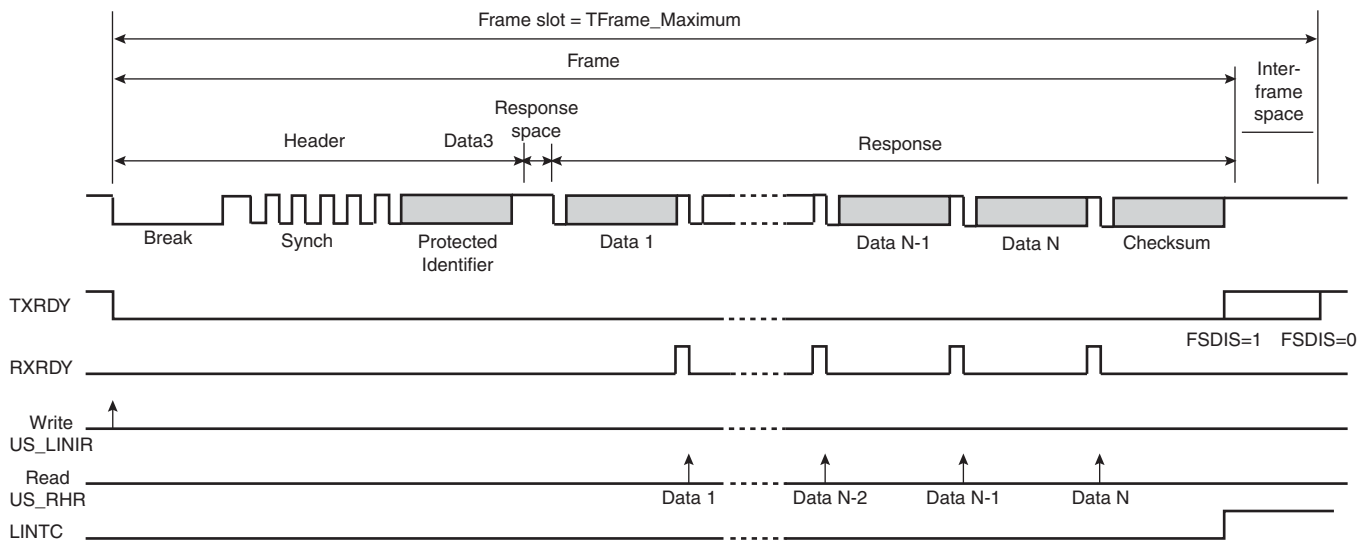 Frame slot = TFrame_Maximum
Frame
Inter-
frame
space
Response
space
Header
Data3
Response
Break
Synch
Protected
Identifier
Data 1
Data N-1
Data N
Checksum
TXRDY
FSDIS=1
FSDIS=0
RXRDY
Write
US_LINIR
Read
US_RHR
Data 1
Data N-2
Data N-1
Data N
LINTC